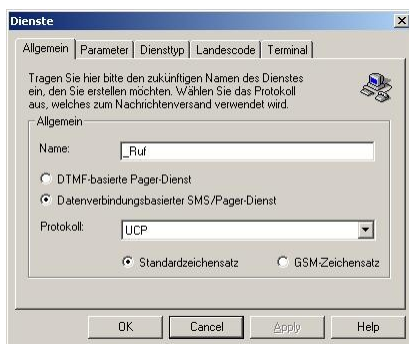 Dienste
Allgemein Parameter Diensttyp Landescode Terminal
Tragen Sie hier bitte den zukünftigen Namen des Dienstes
ein, den Sie erstellen möchten. Wählen Sie das Protokoll
aus, welches zum Nachrichtenversand verwendet wird.
Allgemein
Name: _Ruf
DTMF-basierte Pager-Dienst
Datenverbindungsbasierter SMS/Pager-Dienst
Protokoll: UCP
Standardzeichensatz GSM-Zeichensatz
OK Cancel Apply Help